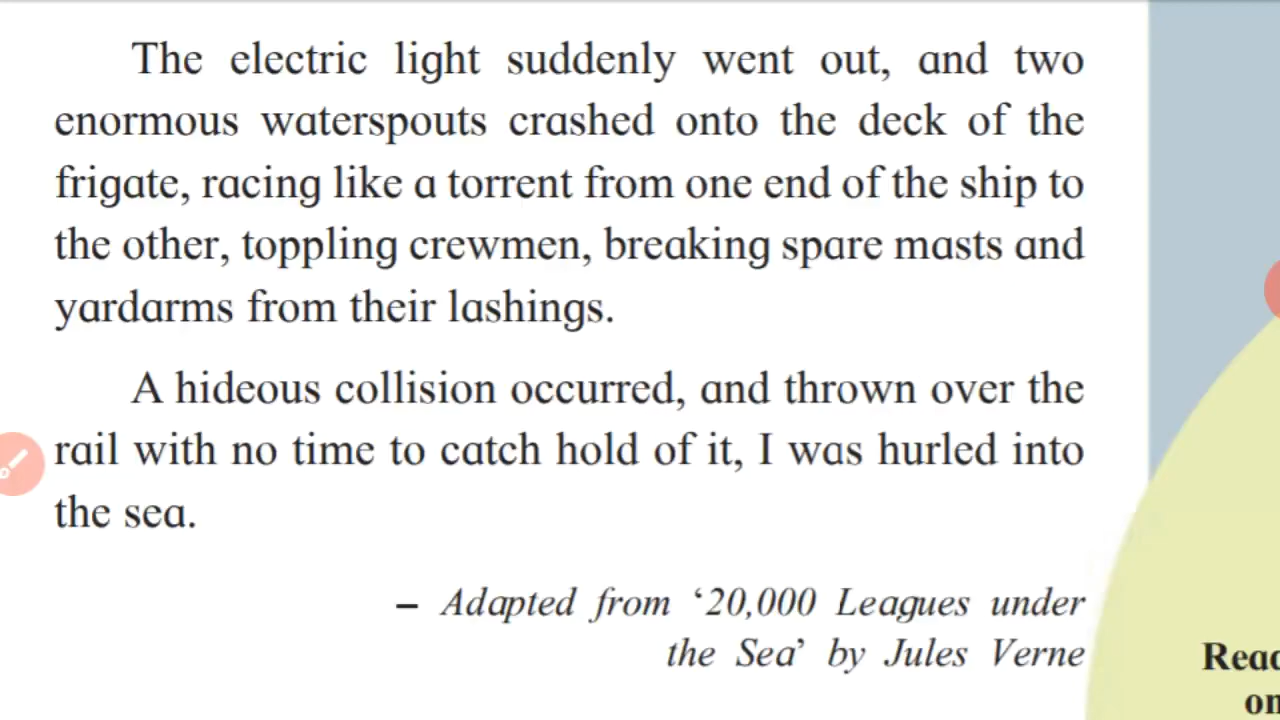 The electric light suddenly went out, and two
enormous waterspouts crashed onto the deck of the
frigate, racing like a torrent from one end of the ship to
the other, toppling crewmen, breaking spare masts and
yardarms from their lashings.
A hideous collision occurred, and thrown over the
rail with no time to catch hold of it, I was hurled into
the sea.
– Adapted from ‘20,000 Leagues under
the Sea’ by Jules Verne